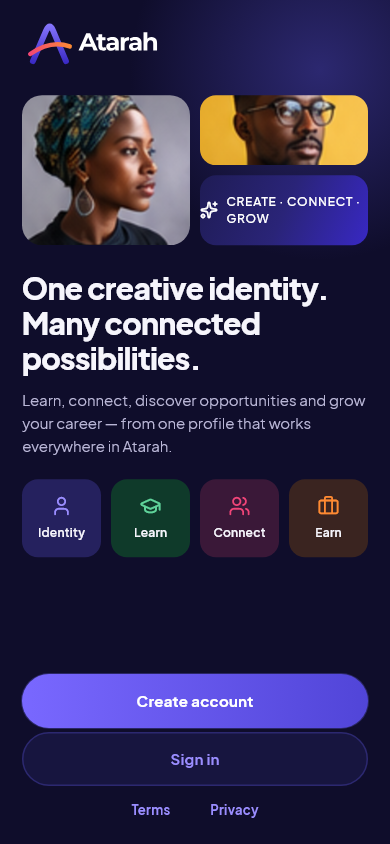 Atarah
CREATE · CONNECT ·
GROW
One creative identity.
Many connected
possibilities.
Learn, connect, discover opportunities and grow
your career — from one profile that works
everywhere in Atarah.
Identity
Learn
Connect
Earn
Create account
Sign in
Terms
Privacy